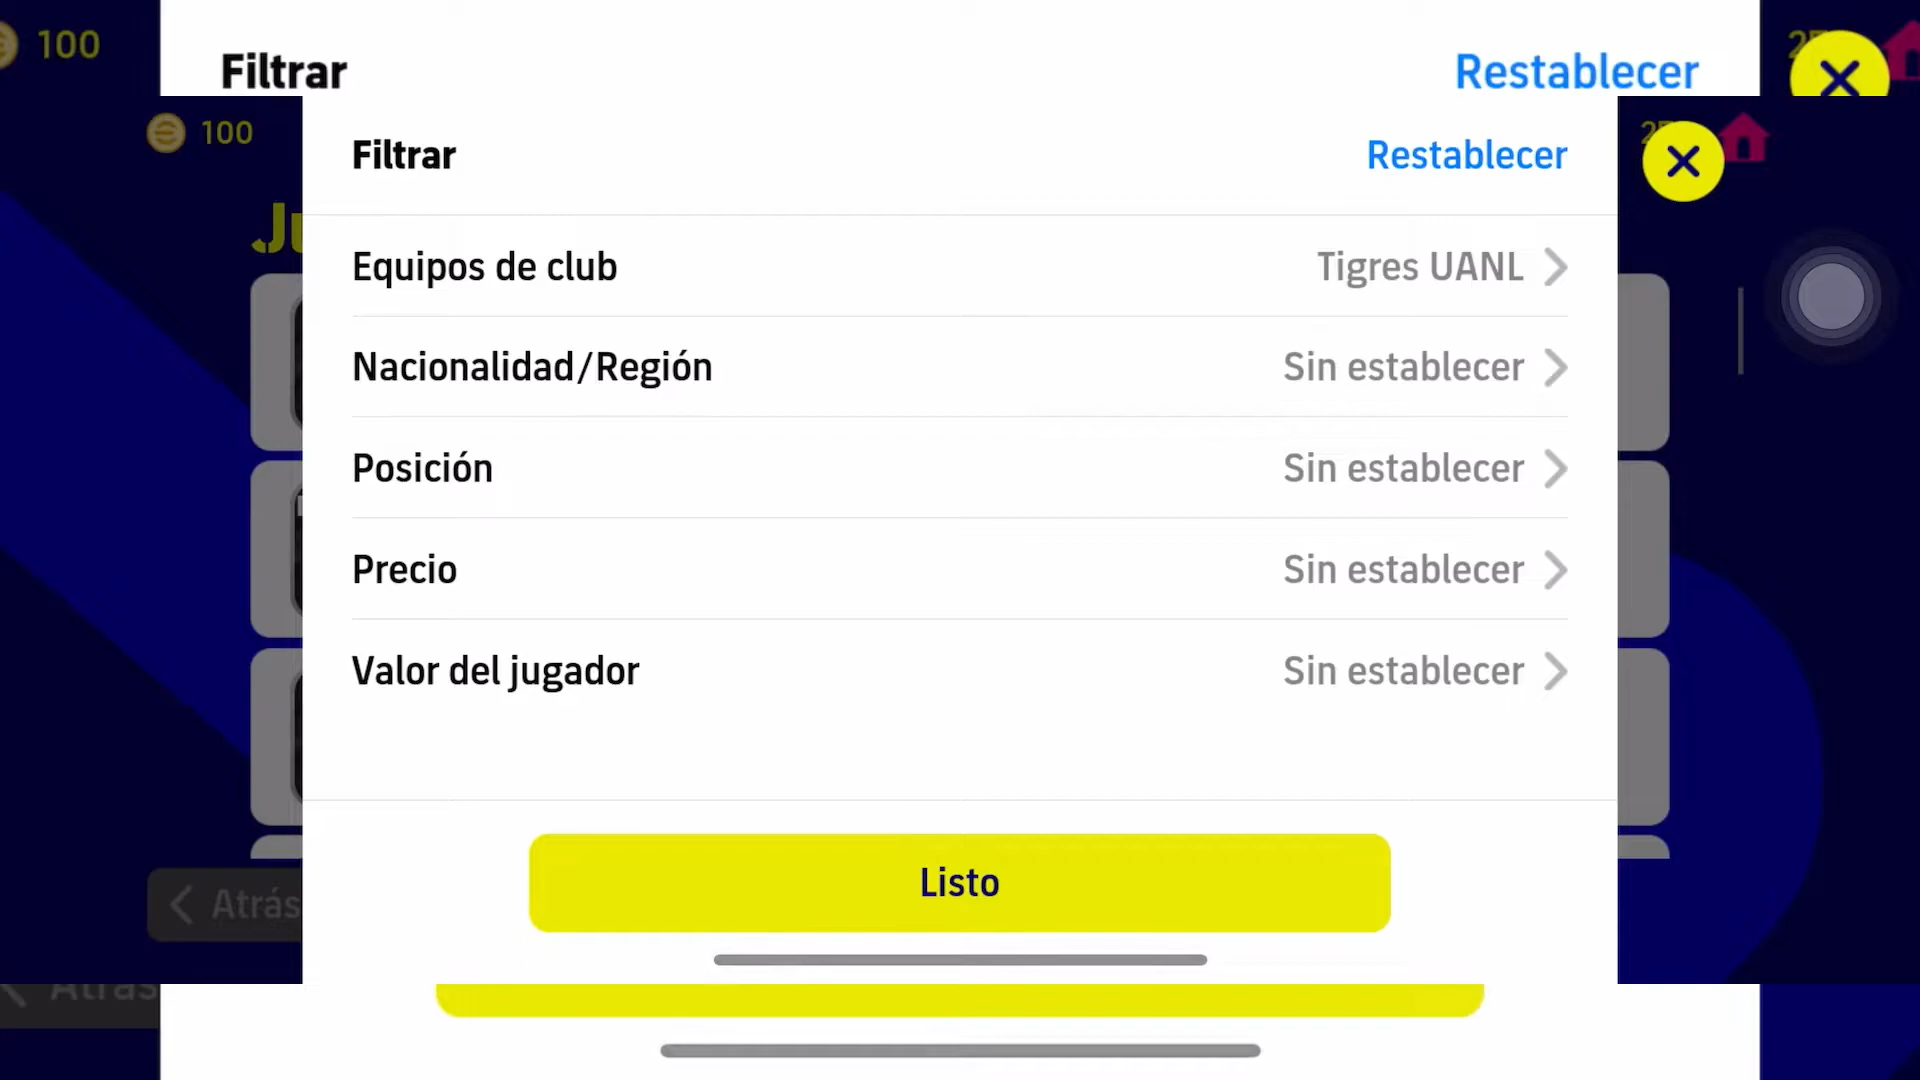 100
Filtrar
Restablecer
100
Filtrar
Restablecer
Equipos de club
Tigres UANL
Nacionalidad/Región
Sin establecer
Posición
Sin establecer
Precio
Sin establecer
Valor del jugador
Sin establecer
Listo
Atrás
Atrás